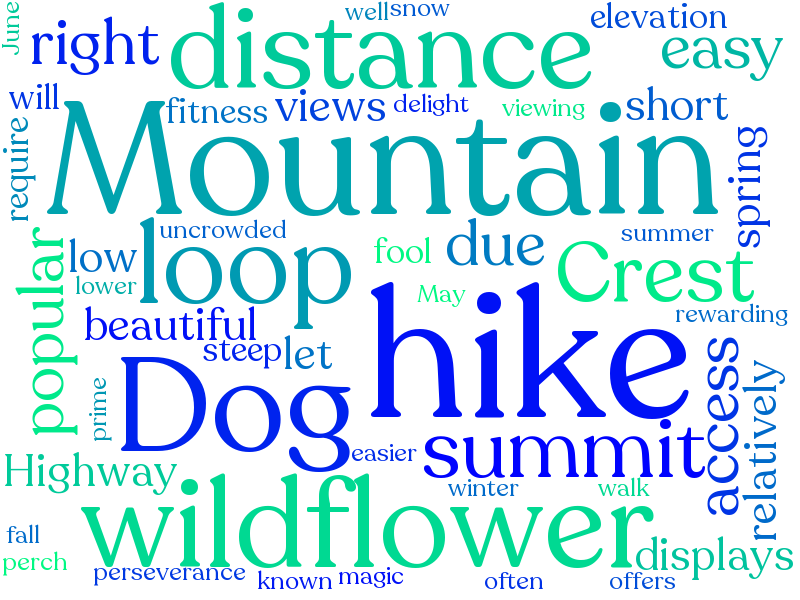 June
well
snow
elevation
right
distance
easy
will
fitness
views
delight
viewing
short
Mountain
require
spring
uncrowded
summer
popular
low
loop
fool
due
Crest
lower
May
rewarding
beautiful
hike
steep
let
access
relatively
prime
Dog
easier
summit
Highway
wildflower
winter
walk
fall
displays
perch
perseverance
known
magic
often
offers